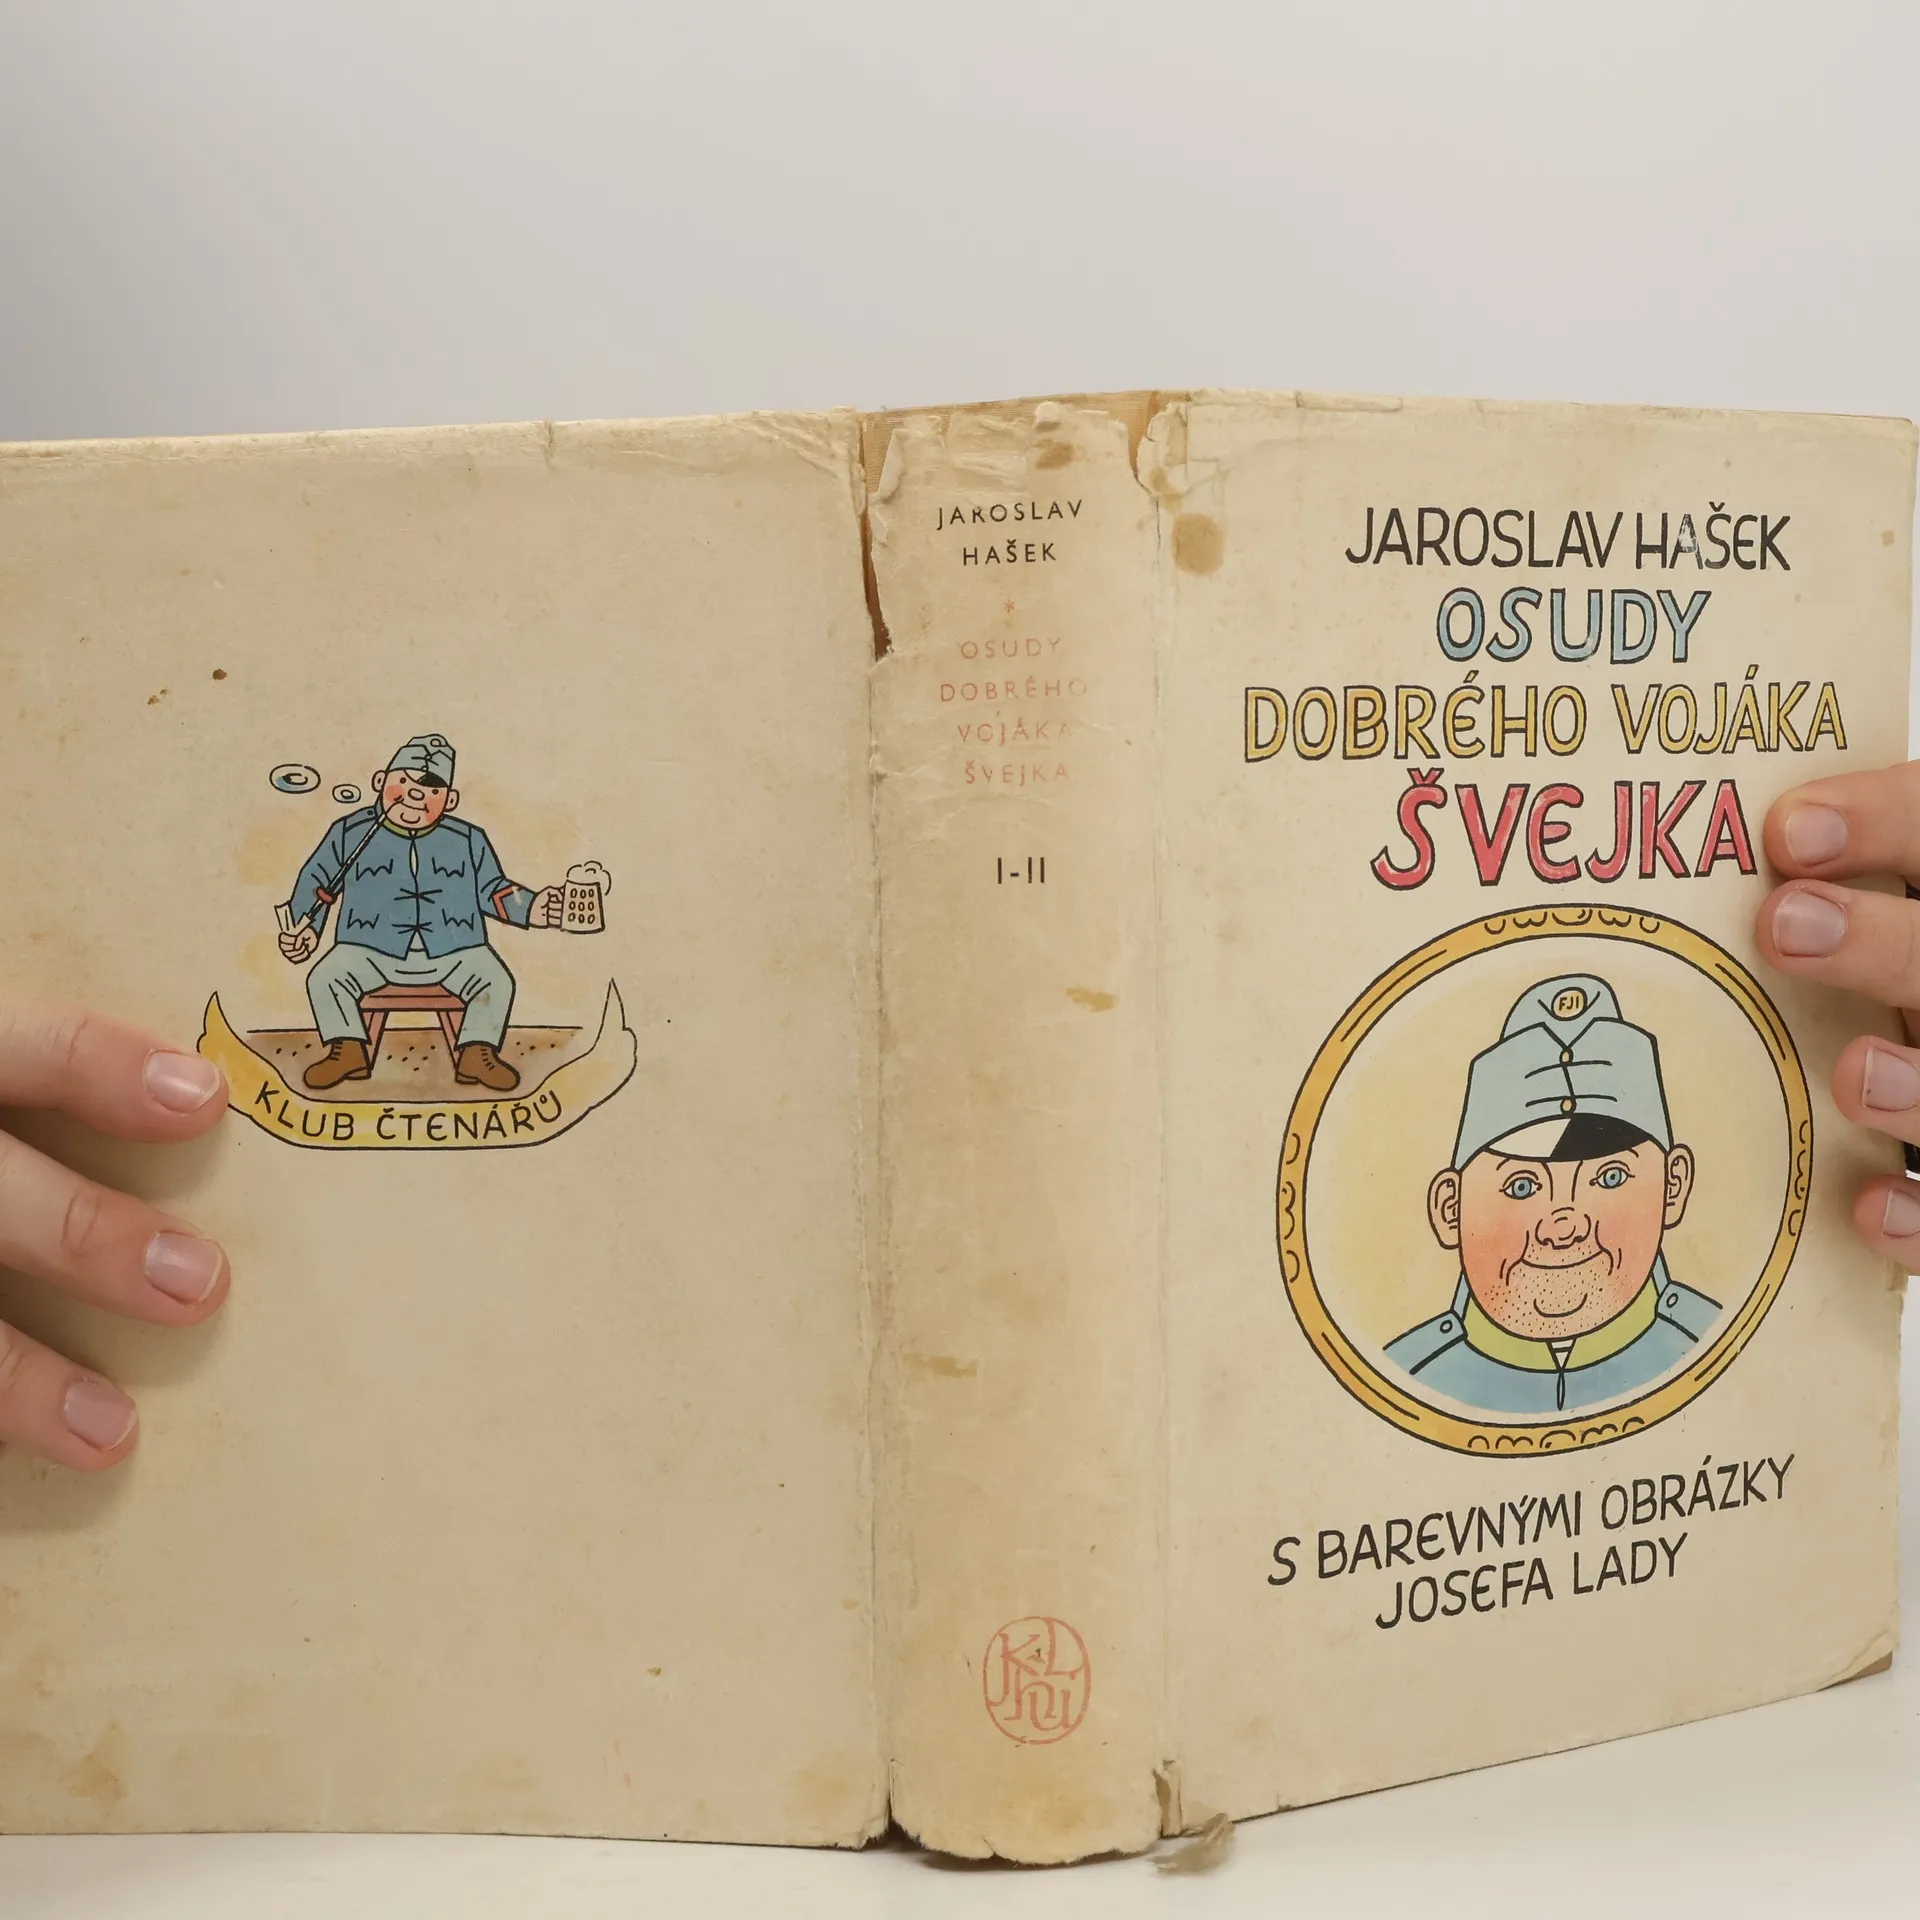 KLUB ČTENÁŘŮ
JAROSLAV
HAŠEK
*
OSUDY
DOBRÉHO
VOJÁKA
ŠVEJKA
I-II
JAROSLAV HAŠEK
OSUDY
DOBRÉHO VOJÁKA
ŠVEJKA
FJI
S BAREVNÝMI OBRÁZKY
JOSEFA LADY